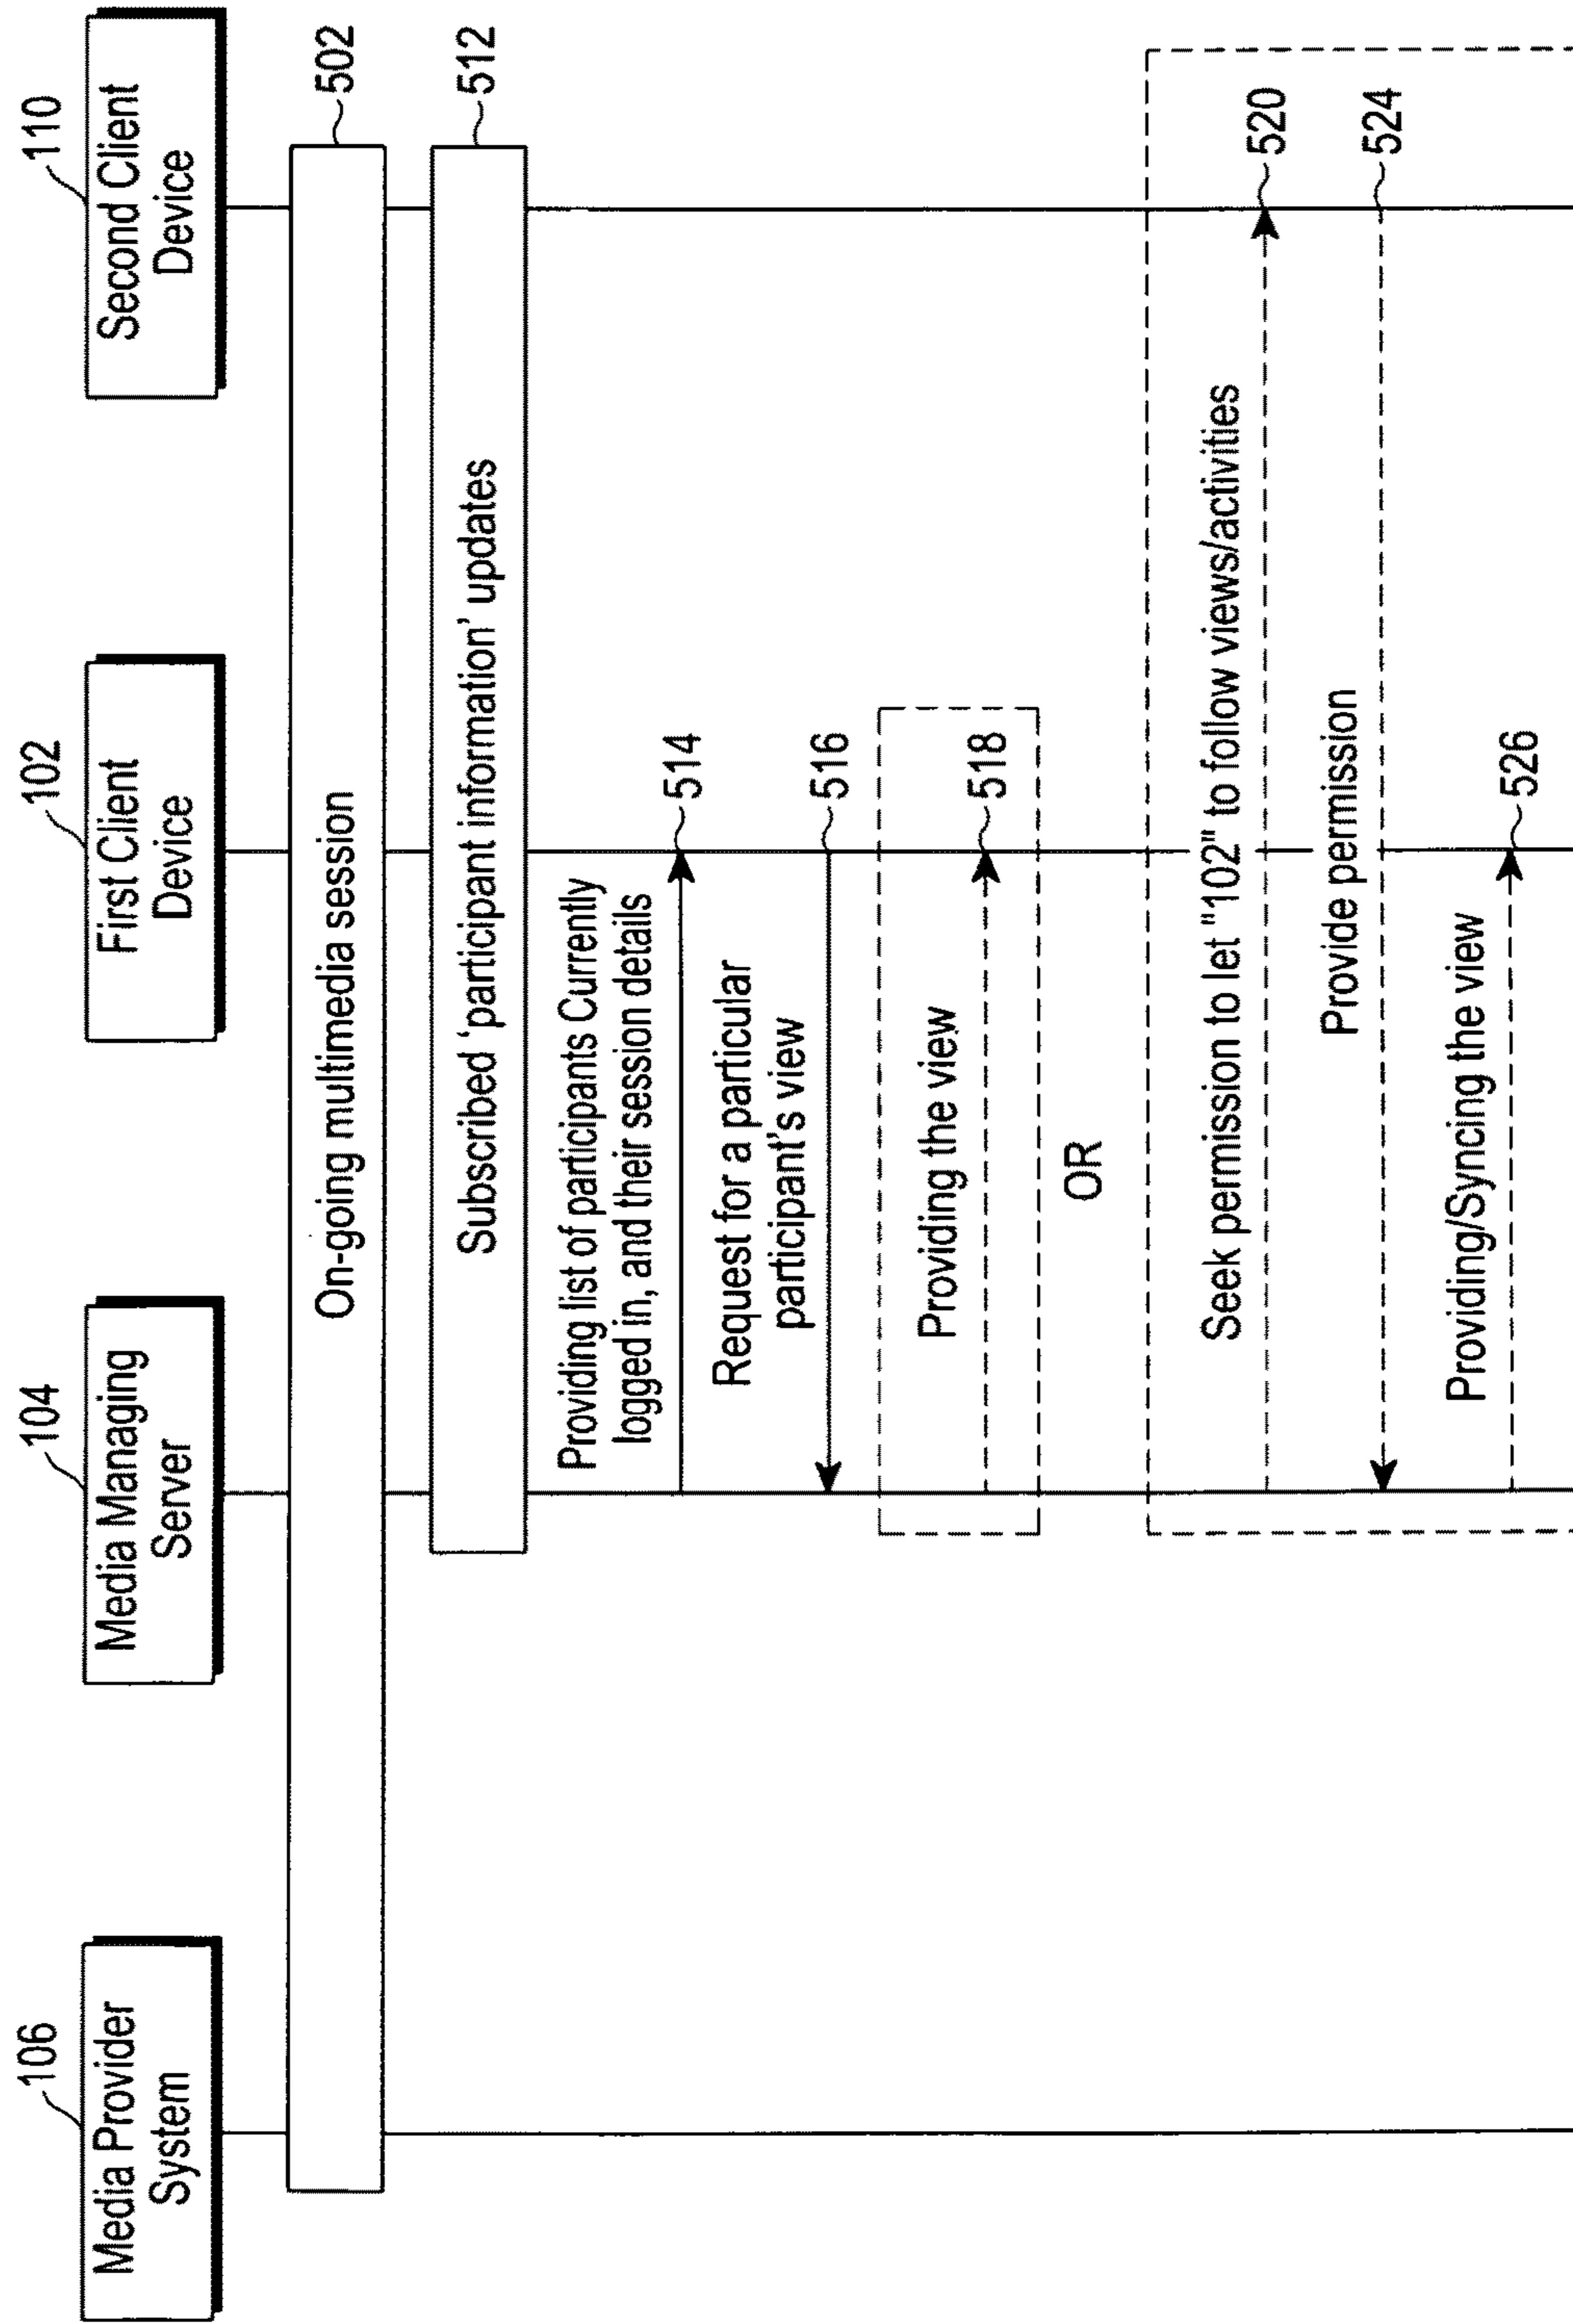 106
Media Provider
System
104
Media Managing
Server
102
First Client
Device
110
Second Client
Device
On-going multimedia session
502
Subscribed 'participant information' updates
512
Providing list of participants Currently
logged in, and their session details
514
Request for a particular
participant's view
516
Providing the view
518
OR
Seek permission to let "102" to follow views/activities
520
Provide permission
524
Providing/Syncing the view
526